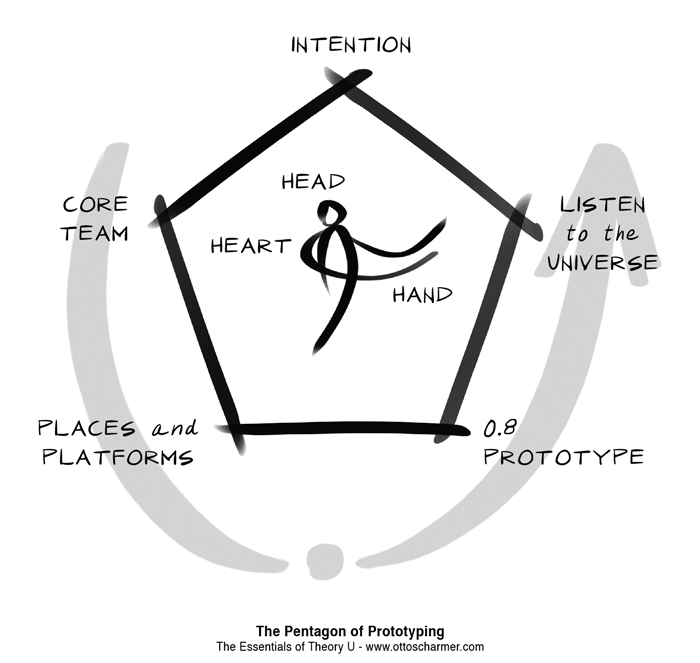 INTENTION
HEAD
CORE
TEAM
LISTEN
to the
UNIVERSE
HEART
HAND
PLACES and
PLATFORMS
0.8
PROTOTYPE
The Pentagon of Prototyping
The Essentials of Theory U - www.ottoscharmer.com